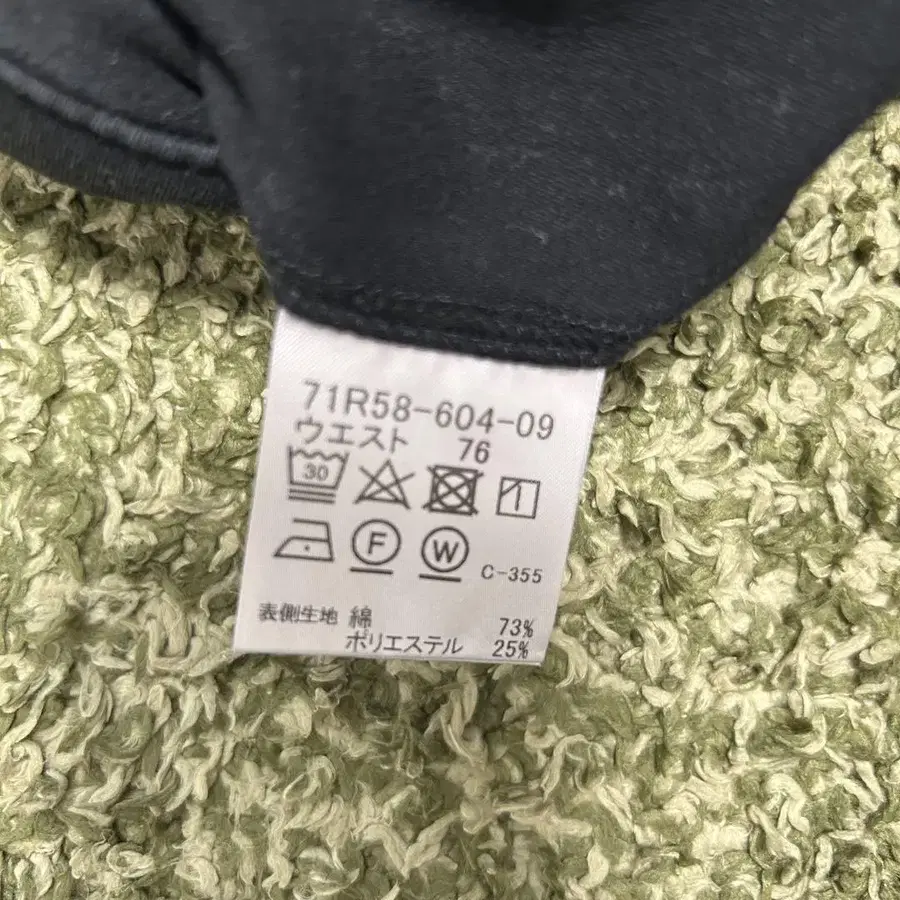 71R58-604-09
ウエスト 76
30
F W C-355
表側生地 綿 73%
ポリエステル 25%